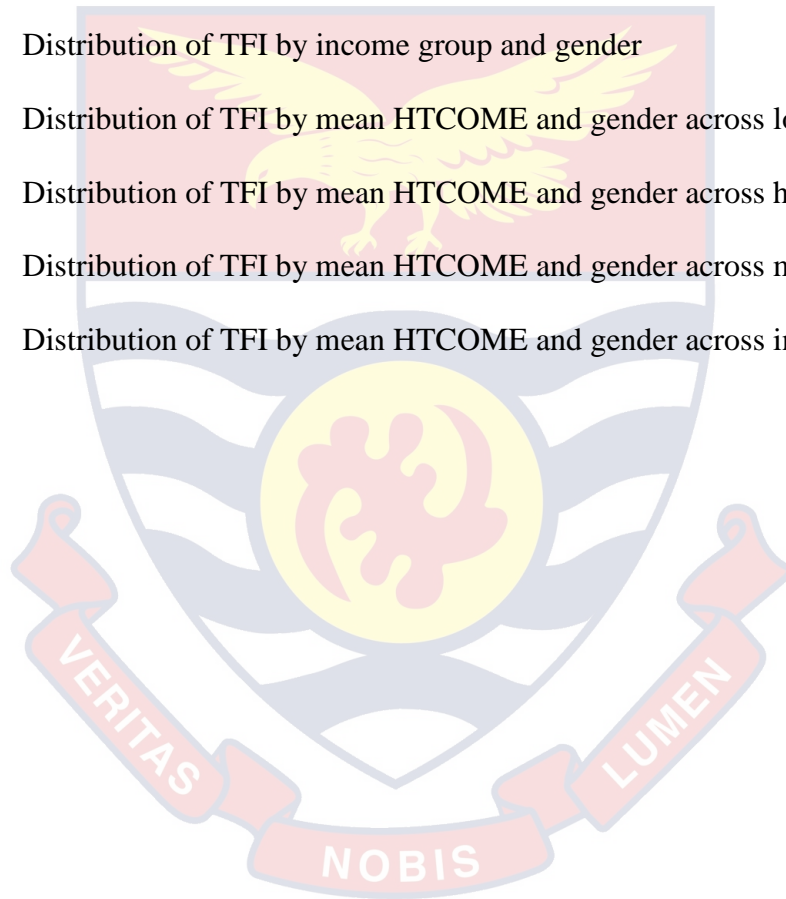 Distribution of TFI by income group and gender
Distribution of TFI by mean HTCOME and gender across
Distribution of TFI by mean HTCOME and gender across
Distribution of TFI by mean HTCOME and gender across
Distribution of TFI by mean HTCOME and gender across
VERITAS
NOBIS
LUMEN